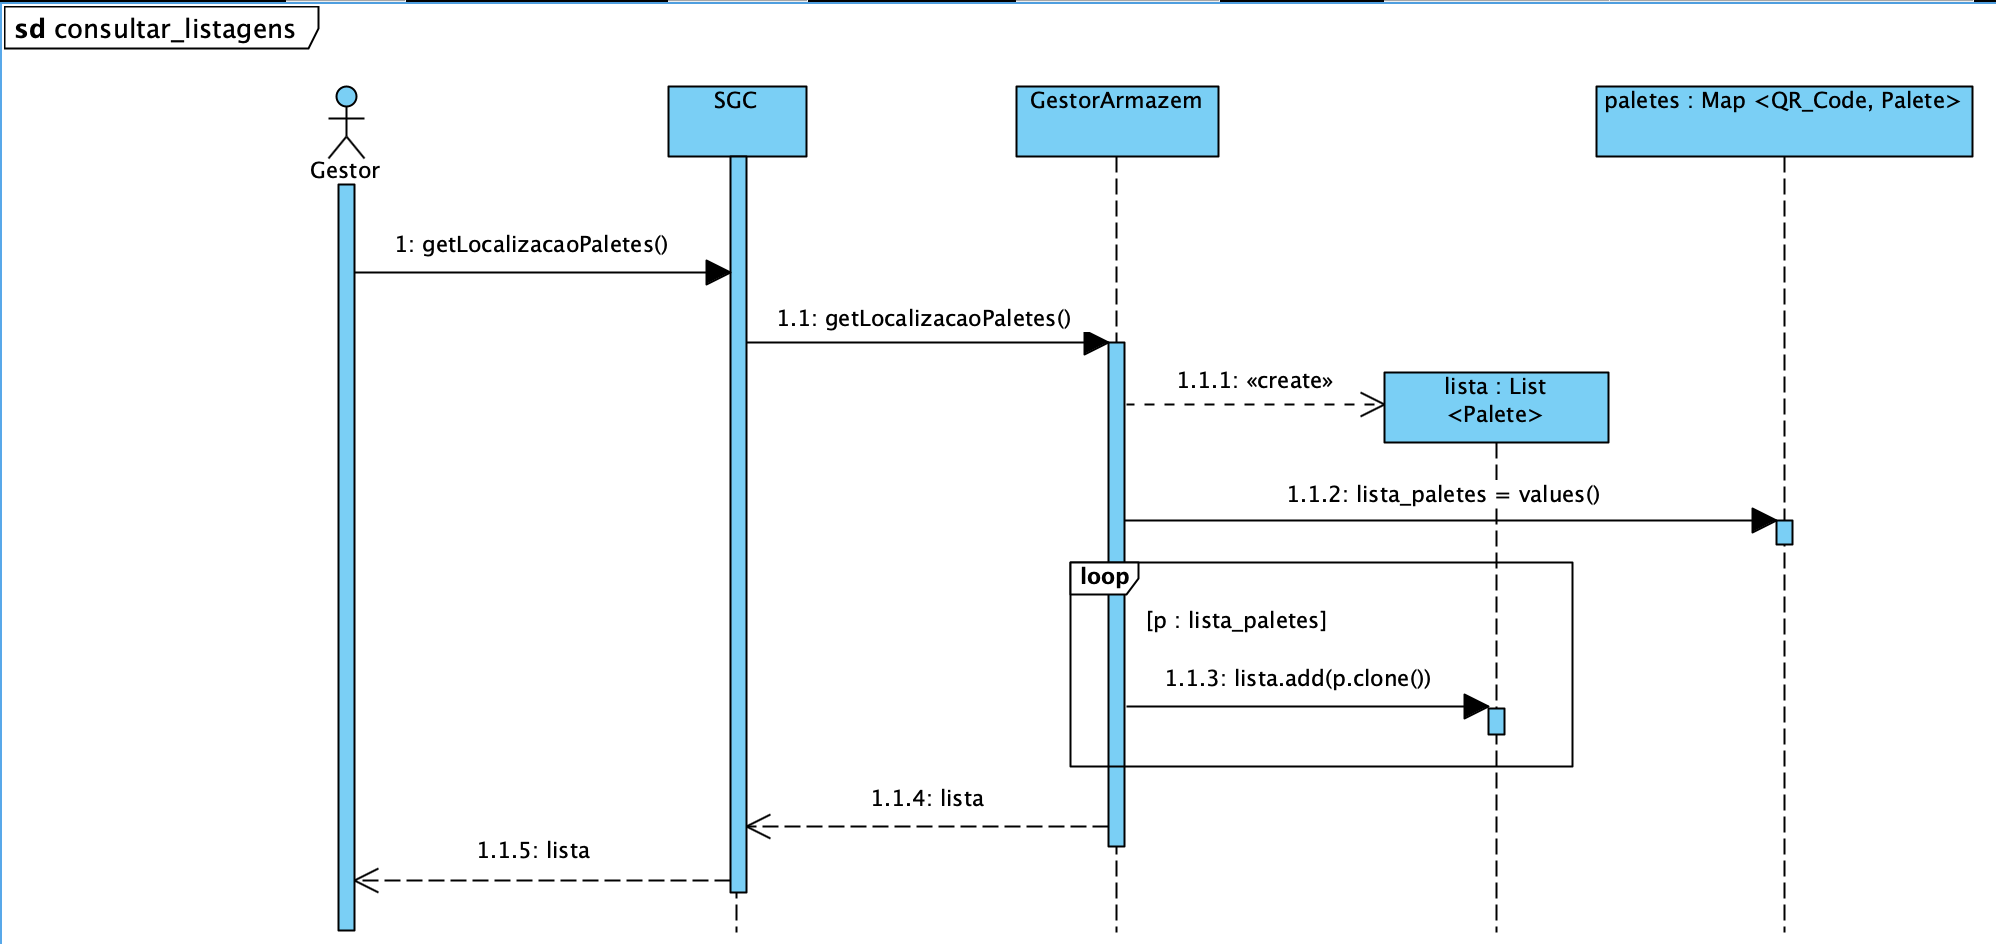 sd consultar_listagens
Gestor
SGC
GestorArmazem
paletes : Map <QR_Code, Palete>
1: getLocalizacaoPaletes()
1.1: getLocalizacaoPaletes()
1.1.1: «create»
lista : List
<Palete>
1.1.2: lista_paletes = values()
loop
[p : lista_paletes]
1.1.3: lista.add(p.clone())
1.1.4: lista
1.1.5: lista